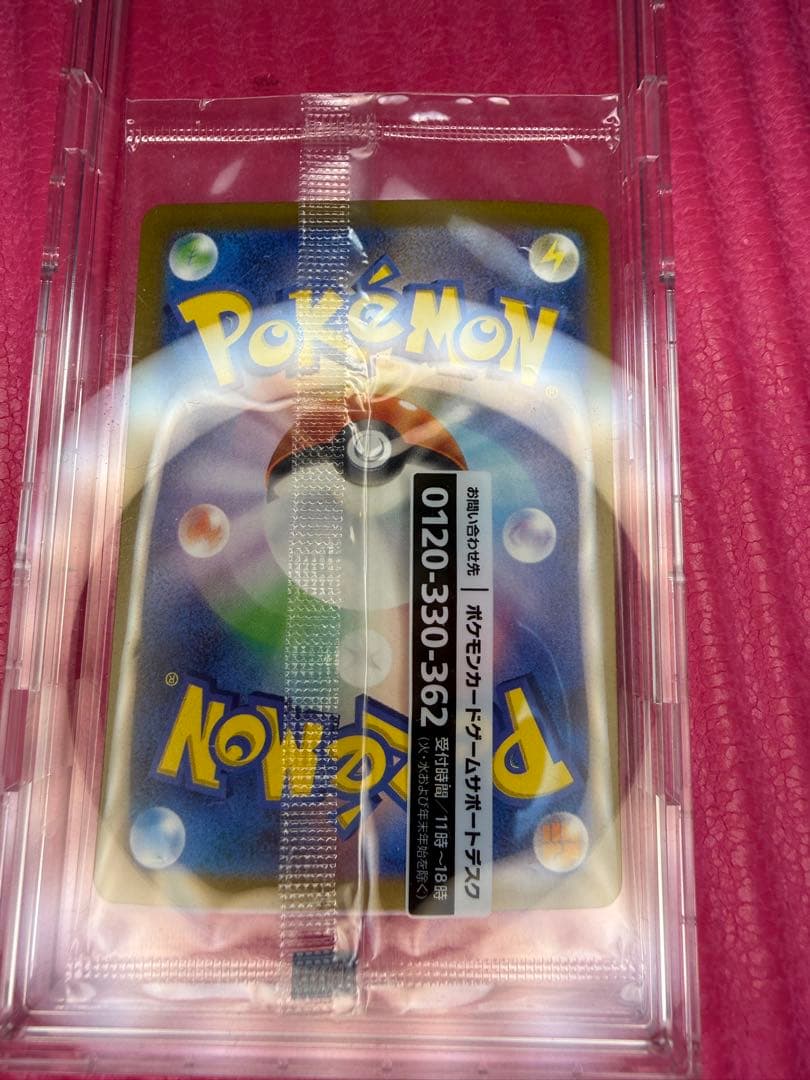 POKéMON
®
お問い合わせ先 | ポケモンカードゲームサポートデスク
0120-330-362
受付時間/11時~18時
(火・水および年末年始を除く)
POKéMON
®